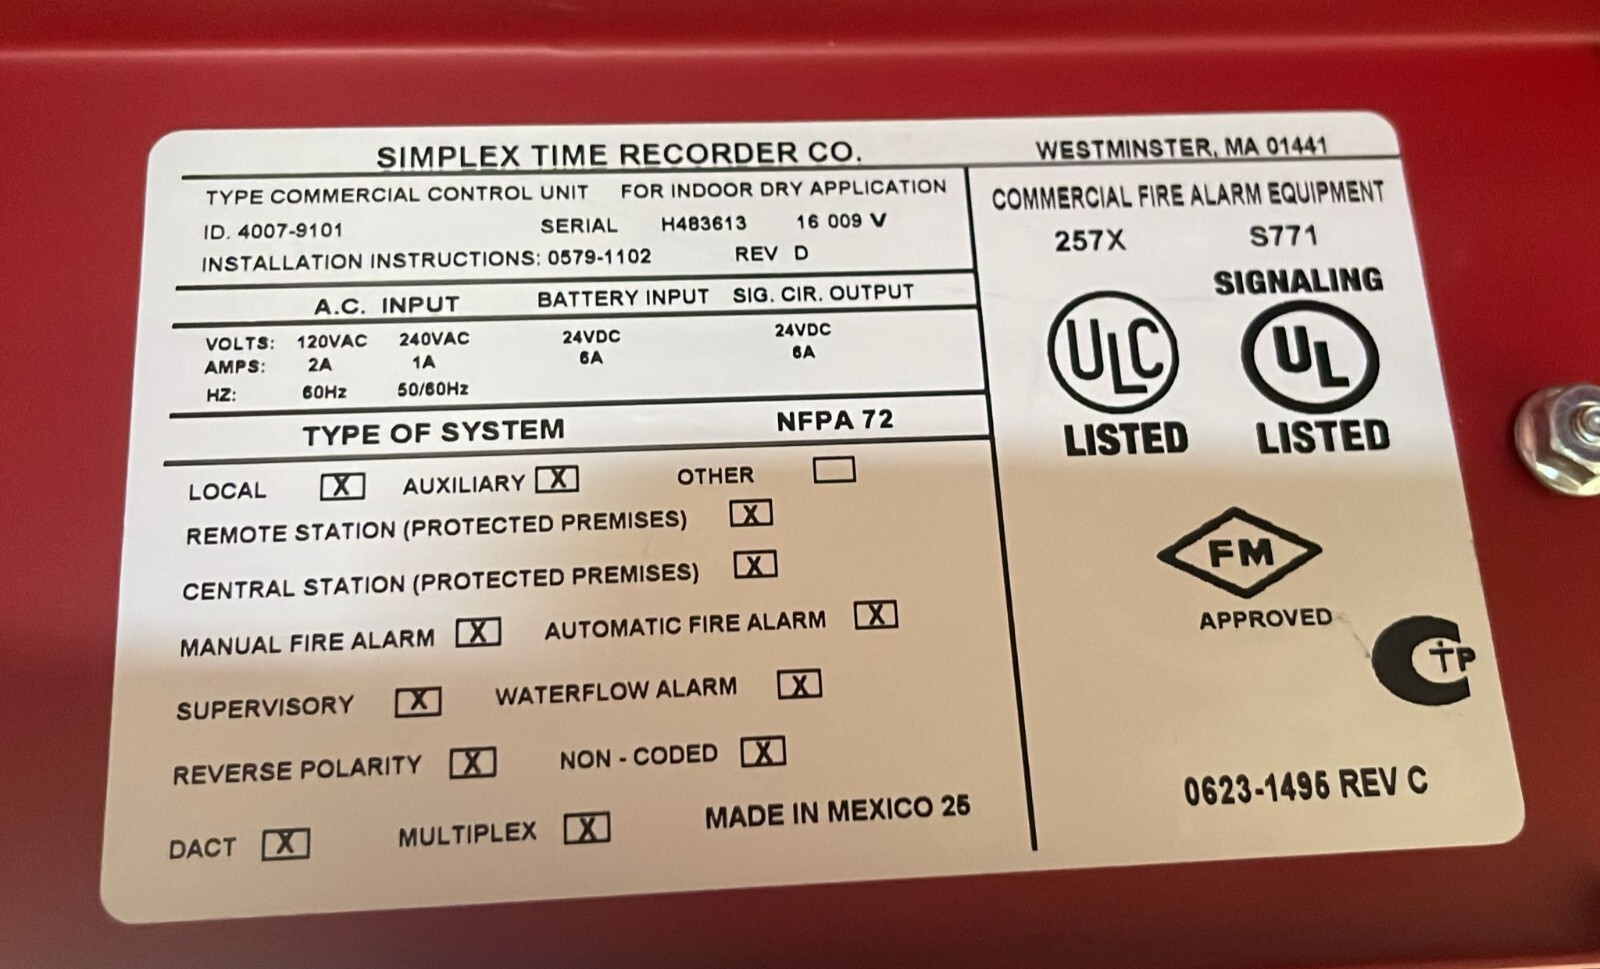 SIMPLEX TIME RECORDER CO. WESTMINSTER, MA 01441
TYPE COMMERCIAL CONTROL UNIT FOR INDOOR DRY APPLICATION
ID. 4007-9101 SERIAL H483613 16 009 V
INSTALLATION INSTRUCTIONS: 0579-1102 REV D
A.C. INPUT BATTERY INPUT SIG. CIR. OUTPUT
VOLTS: 120VAC 240VAC 24VDC 24VDC
AMPS: 2A 1A 6A 6A
HZ: 60Hz 50/60Hz
TYPE OF SYSTEM NFPA 72
LOCAL X AUXILIARY X OTHER
REMOTE STATION (PROTECTED PREMISES) X
CENTRAL STATION (PROTECTED PREMISES) X
MANUAL FIRE ALARM X AUTOMATIC FIRE ALARM X
SUPERVISORY X WATERFLOW ALARM X
REVERSE POLARITY X NON - CODED X
DACT X MULTIPLEX X MADE IN MEXICO 25
COMMERCIAL FIRE ALARM EQUIPMENT
257X S771
SIGNALING
ULC UL
LISTED LISTED
FM
APPROVED
CTP
0623-1495 REV C